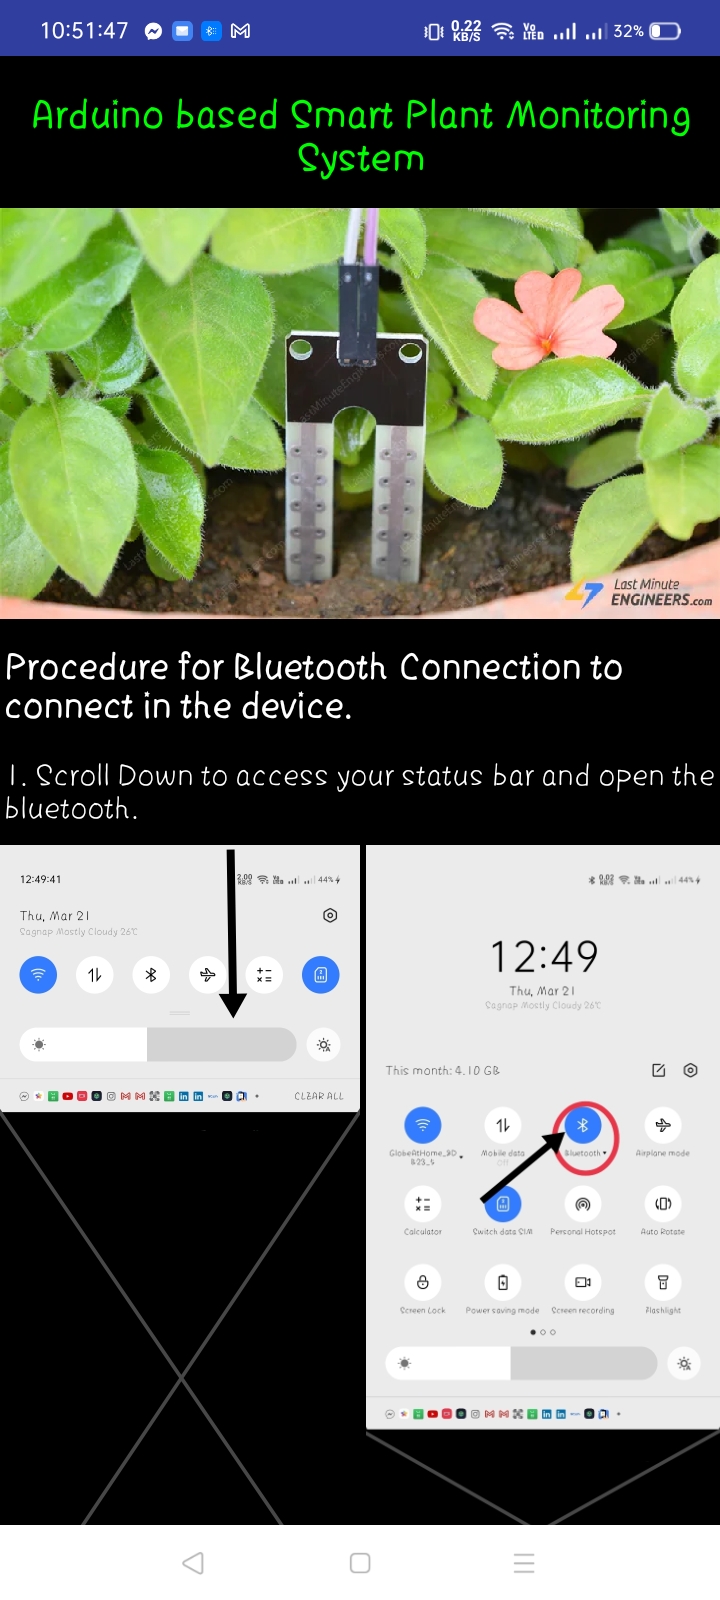 10:51:47
0.22 KB/S
Vo LTE
32%
Arduino based Smart Plant Monitoring
System
Last Minute
ENGINEERS.com
Procedure for Bluetooth Connection to
connect in the device.
1. Scroll Down to access your status bar and open the
bluetooth.
12:49:41
2.00 KB/S
44%
Thu, Mar 21
Cagnap Mostly Cloudy 26°C
CLEAR ALL
0.02 KB/S
44%
12:49
Thu, Mar 21
Cagnap Mostly Cloudy 26°C
This month: 4.10 GB
Mobile data
Off
Bluetooth
Airplane mode
Calculator
Switch data SIM
Personal Hotspot
Auto Rotate
Screen Lock
Power saving mode
Screen recording
Flashlight